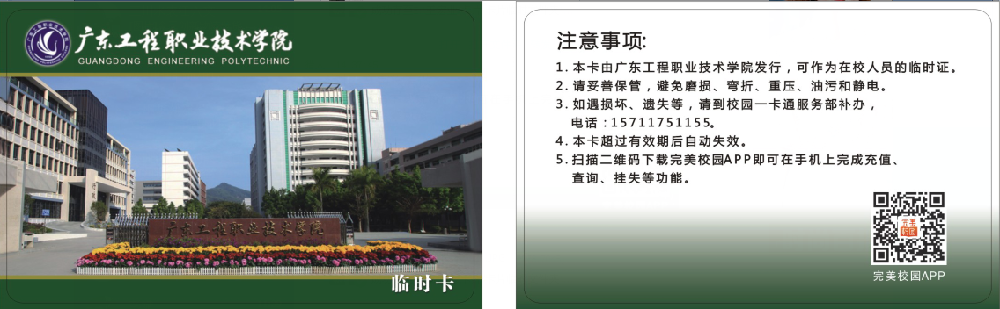 广东工程职业技术学院
GUANGDONG ENGINEERING POLYTECHNIC
广东工程职业技术学院
临时卡
注意事项:
1. 本卡由广东工程职业技术学院发行，可作为在校人员的临时证。
2. 请妥善保管，避免磨损、弯折、重压、油污和静电。
3. 如遇损坏、遗失等，请到校园一卡通服务部补办，
电话：15711751155。
4. 本卡超过有效期后自动失效。
5. 扫描二维码下载完美校园APP即可在手机上完成充值、
查询、挂失等功能。
完美
校园
完美校园APP